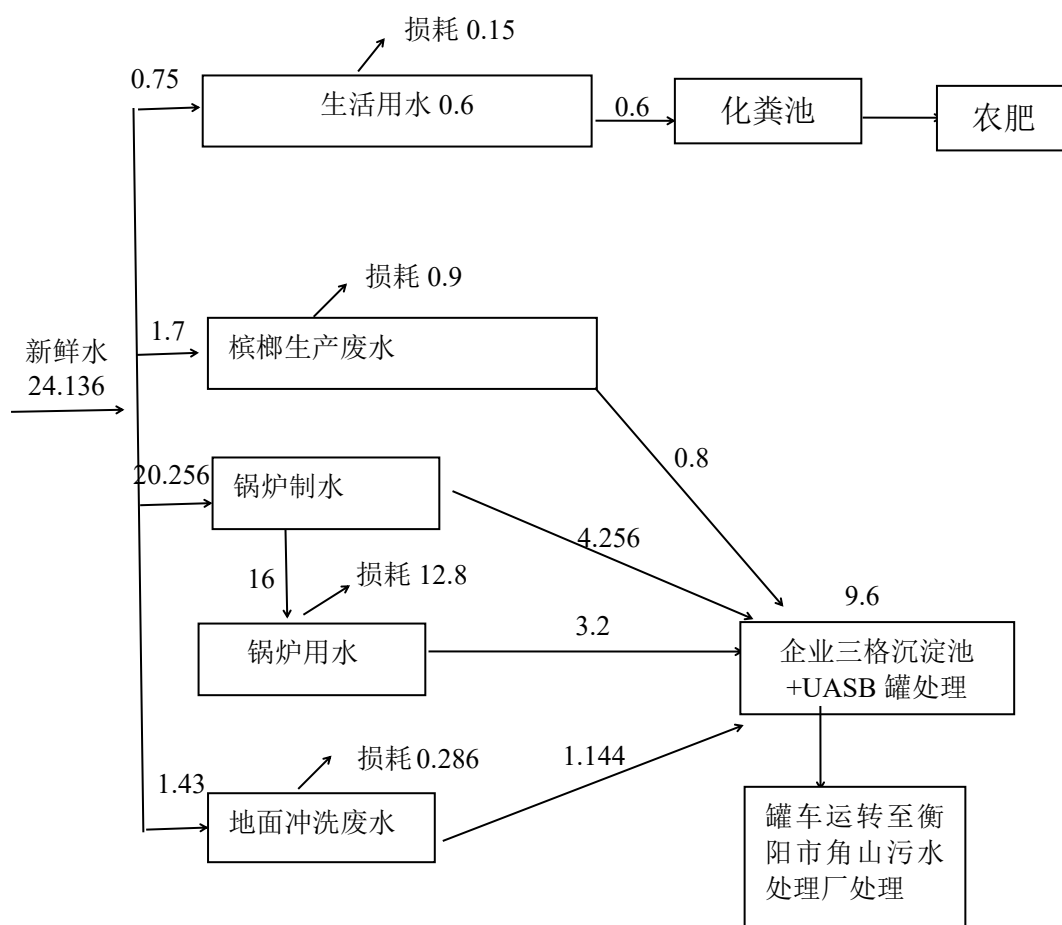 损耗 0.15
0.75
生活用水 0.6
0.6
化粪池
农肥
损耗 0.9
1.7
槟榔生产废水
新鲜水
24.136
0.8
20.256
锅炉制水
4.256
16
损耗 12.8
9.6
锅炉用水
3.2
企业三格沉淀池
+UASB 罐处理
损耗 0.286
1.43
1.144
地面冲洗废水
罐车运转至衡
阳市角山污水
处理厂处理